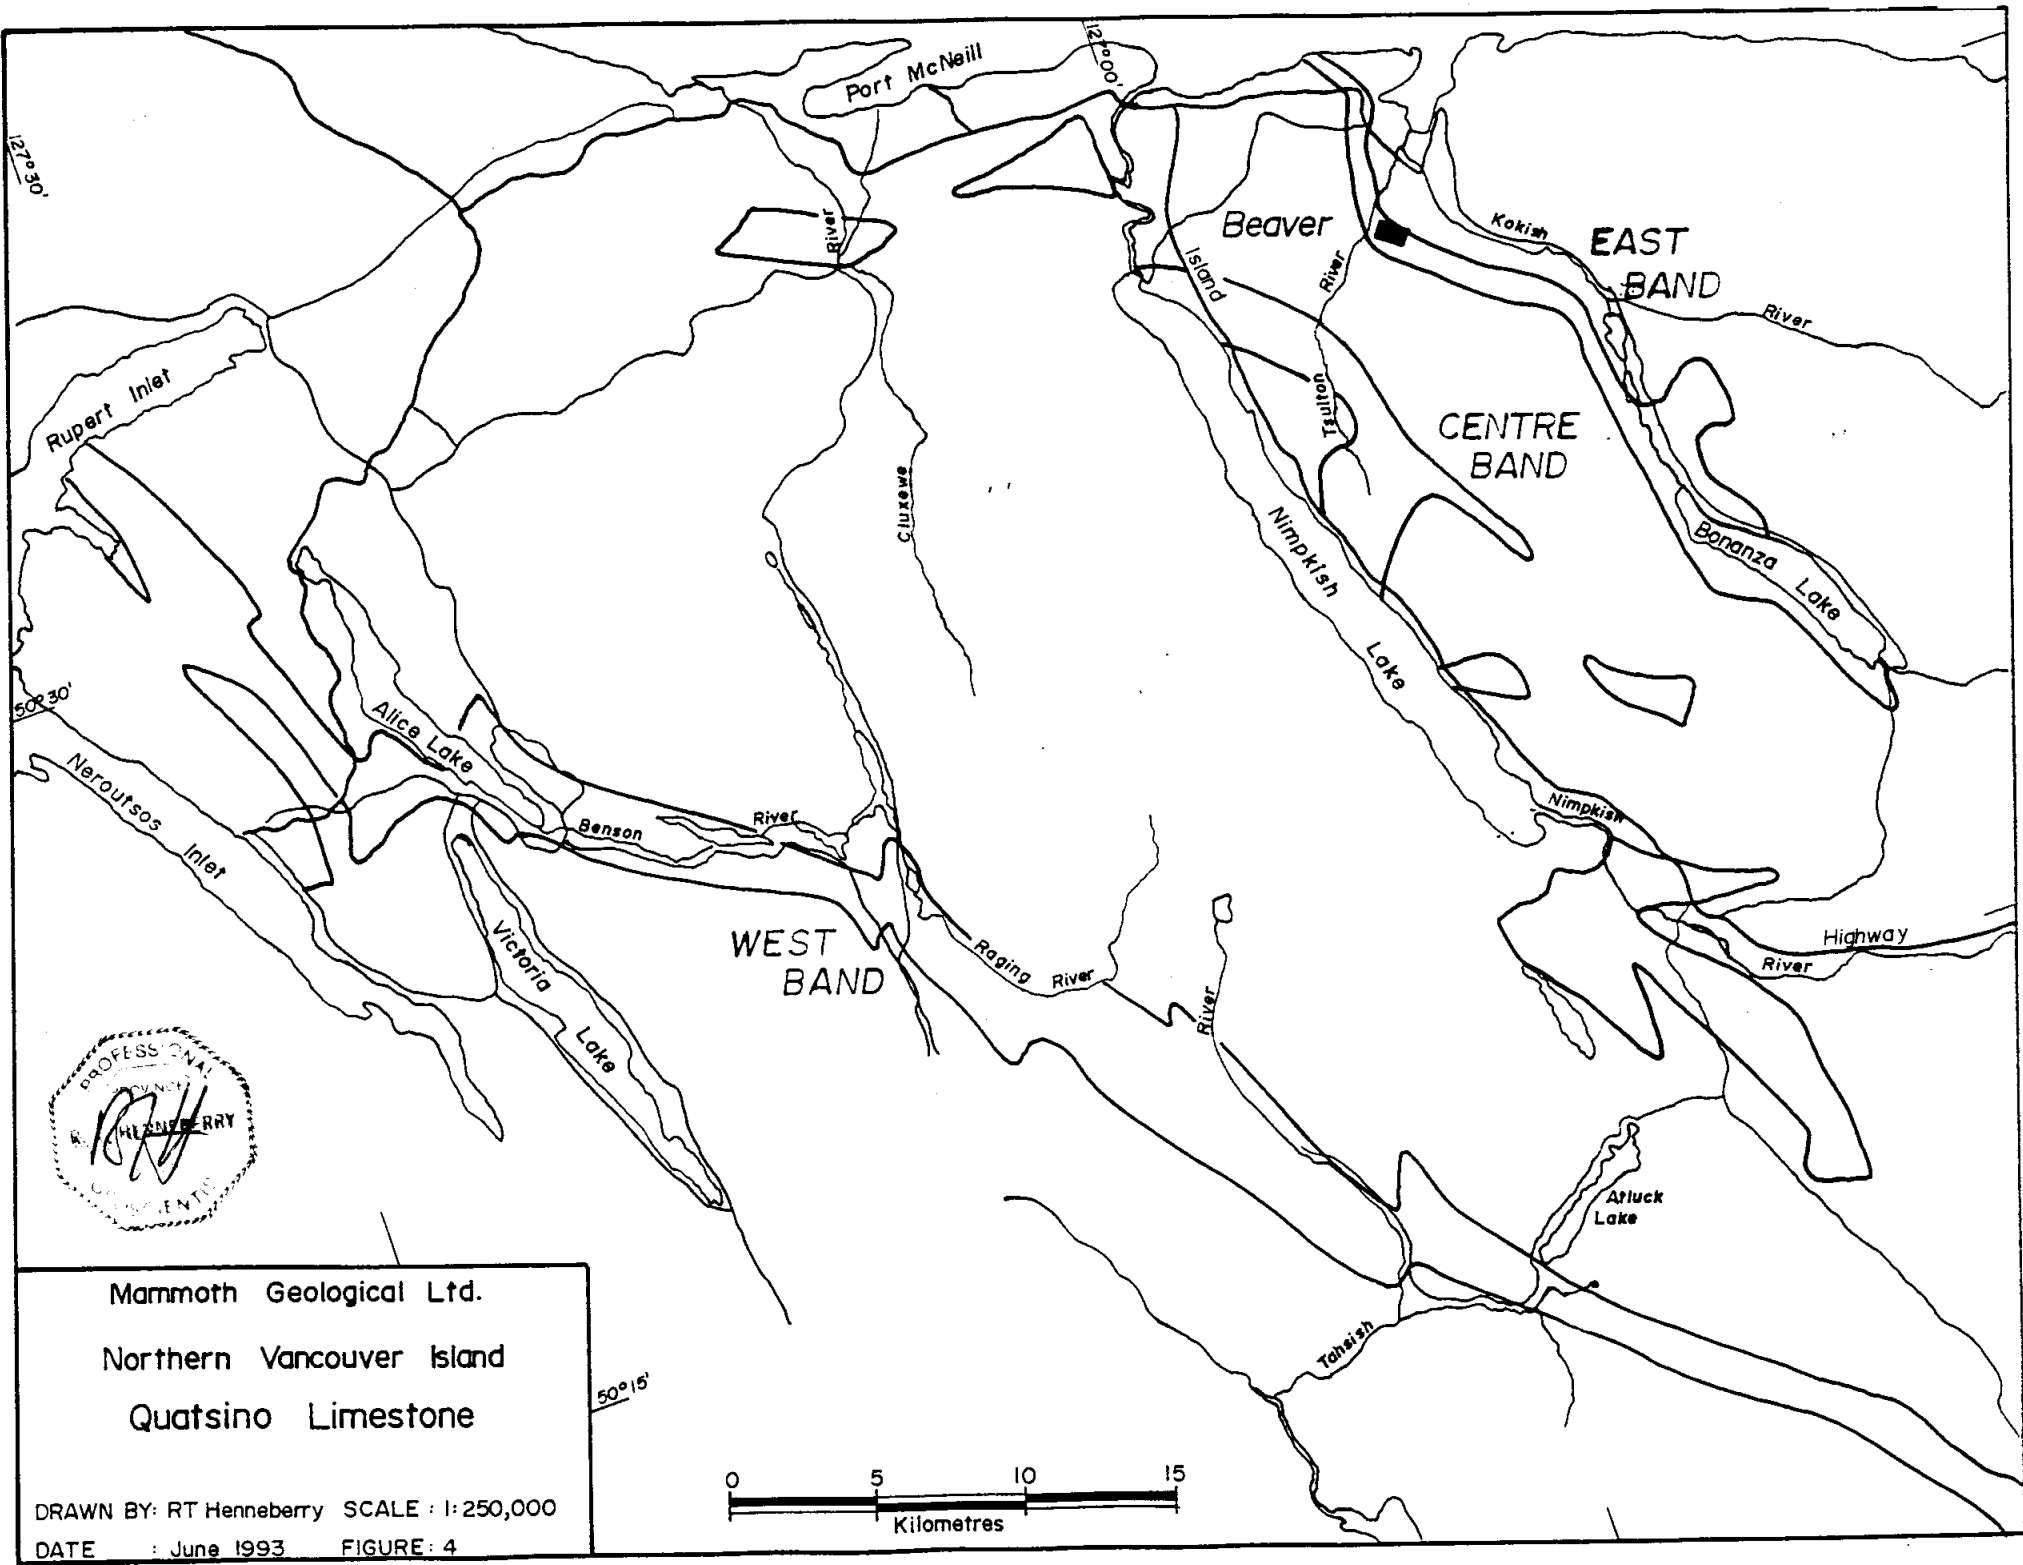 127°00'
Port McNeill
127°30'
River
Beaver
Island
River
Kokish
EAST
BAND
River
Rupert Inlet
Tsulton
CENTRE
BAND
Cluxewe
Nimpkish
Lake
Bonanza
Lake
50°30'
Alice Lake
Neroutsos
Inlet
Benson
River
Nimpkish
Victoria
Lake
WEST
BAND
Raging
River
River
Highway
River
PROFESSIONAL
PROVINCE
HENNEBERRY
Atluck
Lake
Tahsish
50°15'
Mammoth Geological Ltd.
Northern Vancouver Island
Quatsino Limestone
DRAWN BY: RT Henneberry SCALE : 1:250,000
DATE : June 1993 FIGURE: 4
0 5 10 15
Kilometres